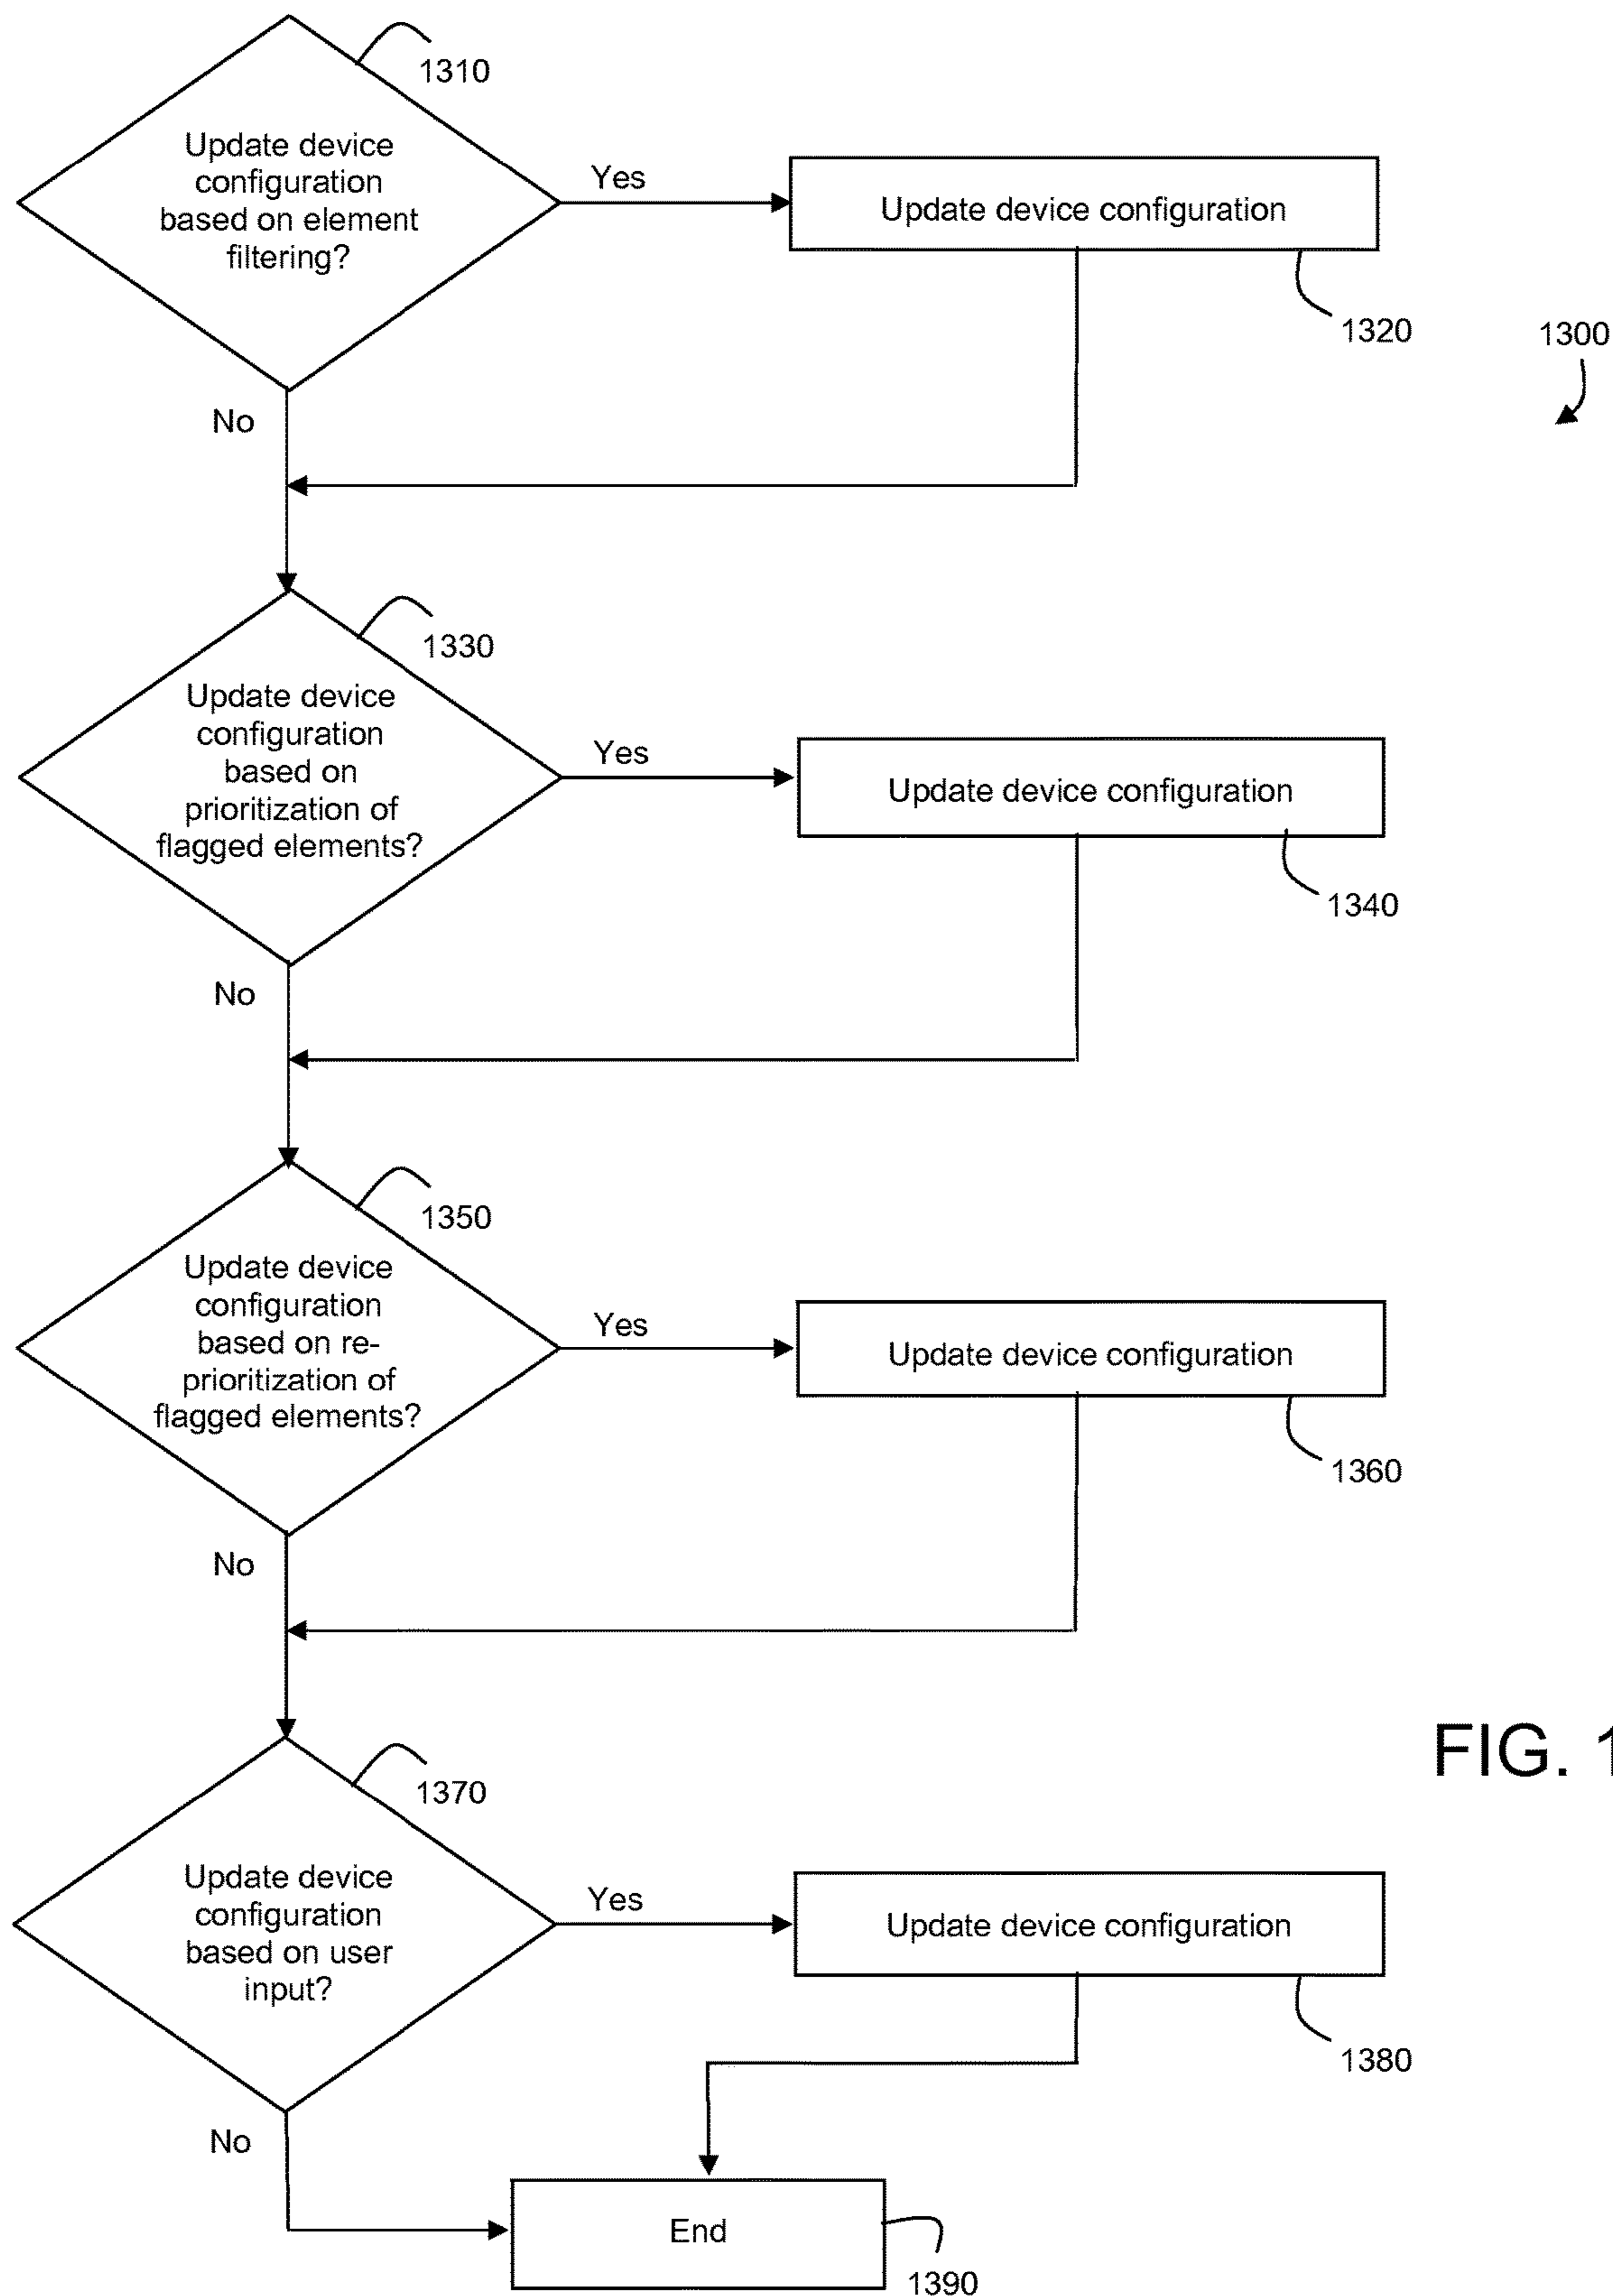 1310
Update device
configuration
based on element
filtering?
Yes
Update device configuration
1320
1300
No
1330
Update device
configuration
based on
prioritization of
flagged elements?
Yes
Update device configuration
1340
No
1350
Update device
configuration
based on re-
prioritization of
flagged elements?
Yes
Update device configuration
1360
No
FIG. 1
1370
Update device
configuration
based on user
input?
Yes
Update device configuration
1380
No
End
1390